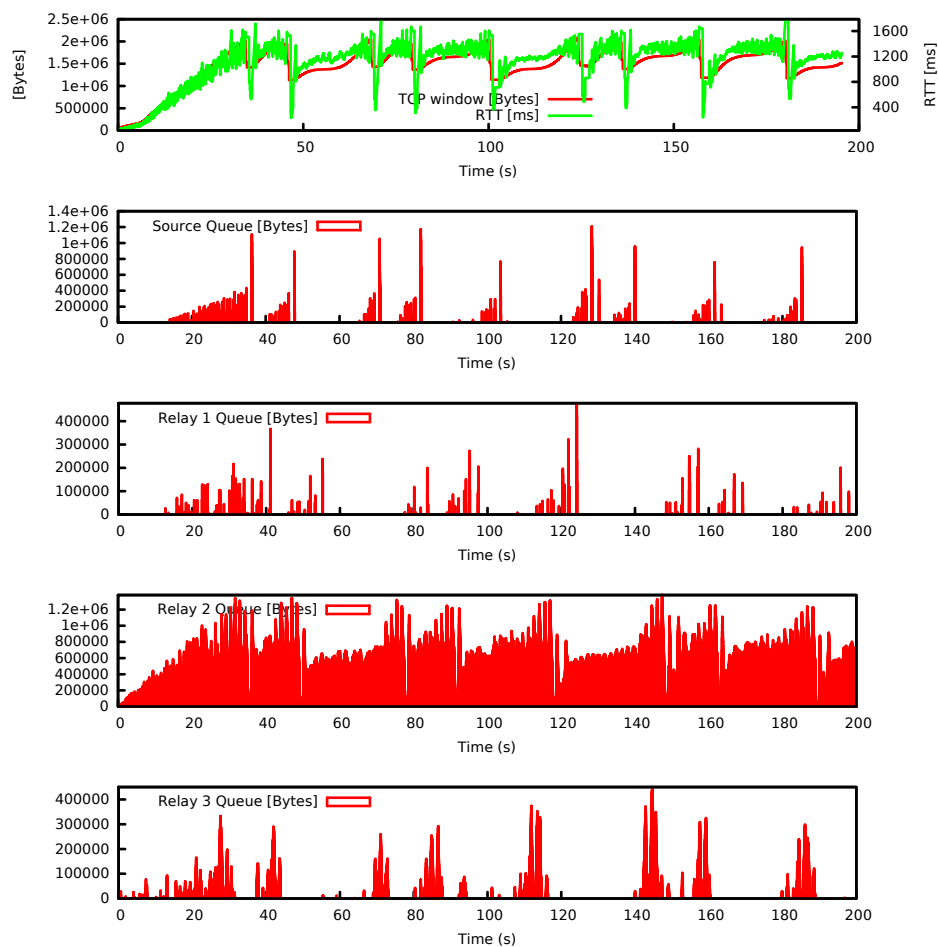 2.5e+06
2e+06
1.5e+06
1e+06
500000
0
[Bytes]
1600
1200
800
400
RTT [ms]
TCP window [Bytes]
RTT [ms]
0 50 100 150 200
Time (s)
1.4e+06
1.2e+06
1e+06
800000
600000
400000
200000
0
Source Queue [Bytes]
0 20 40 60 80 100 120 140 160 180 200
Time (s)
400000
300000
200000
100000
0
Relay 1 Queue [Bytes]
0 20 40 60 80 100 120 140 160 180 200
Time (s)
1.2e+06
1e+06
800000
600000
400000
200000
0
Relay 2 Queue [Bytes]
0 20 40 60 80 100 120 140 160 180 200
Time (s)
400000
300000
200000
100000
0
Relay 3 Queue [Bytes]
0 20 40 60 80 100 120 140 160 180 200
Time (s)